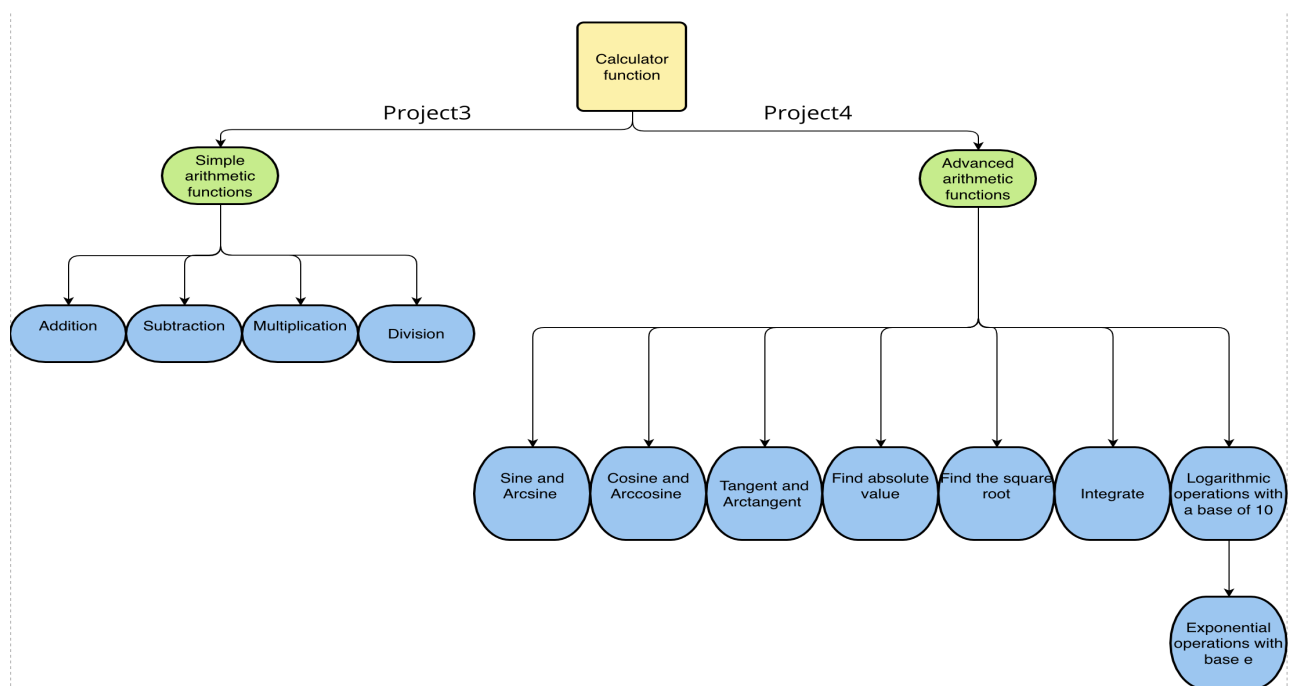 Calculator
function
Project3
Project4
Simple
arithmetic
functions
Advanced
arithmetic
functions
Addition
Subtraction
Multiplication
Division
Sine and
Arcsine
Cosine and
Arccosine
Tangent and
Arctangent
Find absolute
value
Find the square
root
Integrate
Logarithmic
operations with
a base of 10
Exponential
operations with
base e